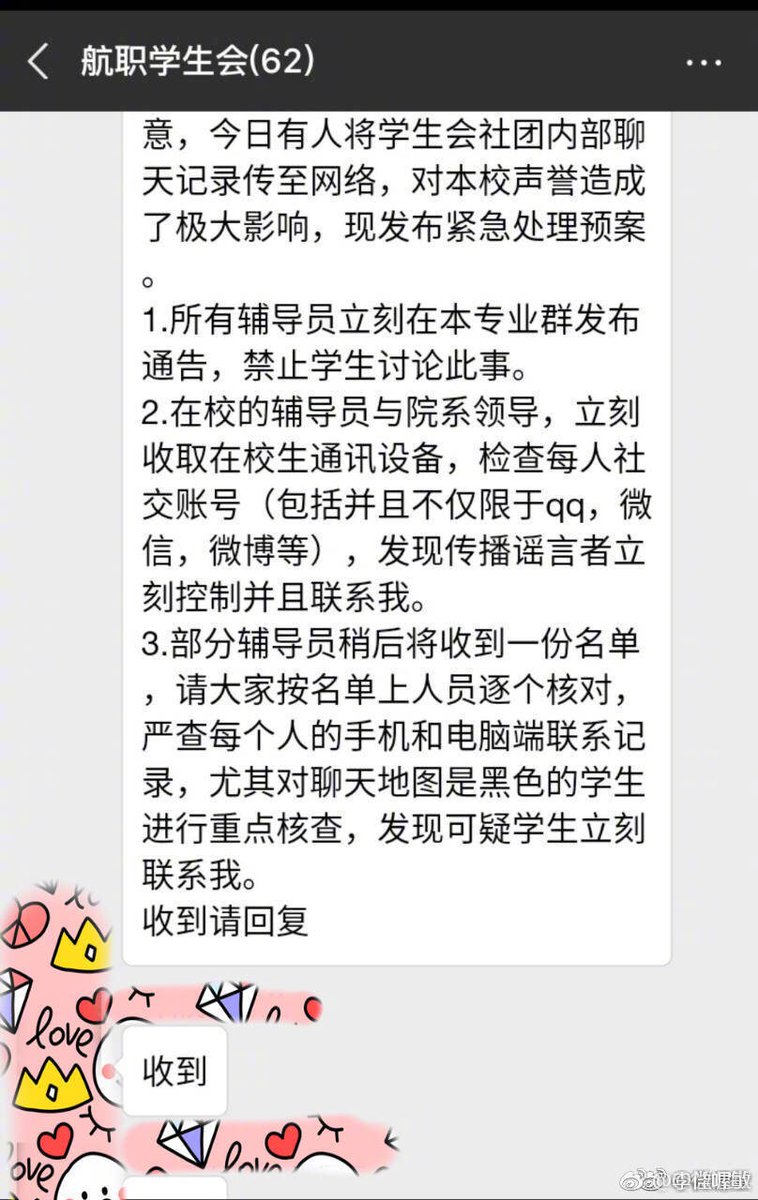 航职学生会(62)
意，今日有人将学生会社团内部聊
天记录传至网络，对本校声誉造成
了极大影响，现发布紧急处理预案
。
1.所有辅导员立刻在本专业群发布
通告，禁止学生讨论此事。
2.在校的辅导员与院系领导，立刻
收取在校生通讯设备，检查每人社
交账号（包括并且不仅限于qq，微
信，微博等），发现传播谣言者立
刻控制并且联系我。
3.部分辅导员稍后将收到一份名单
，请大家按名单上人员逐个核对，
严查每个人的手机和电脑端联系记
录，尤其对聊天地图是黑色的学生
进行重点核查，发现可疑学生立刻
联系我。
收到请回复
love
收到
love
love